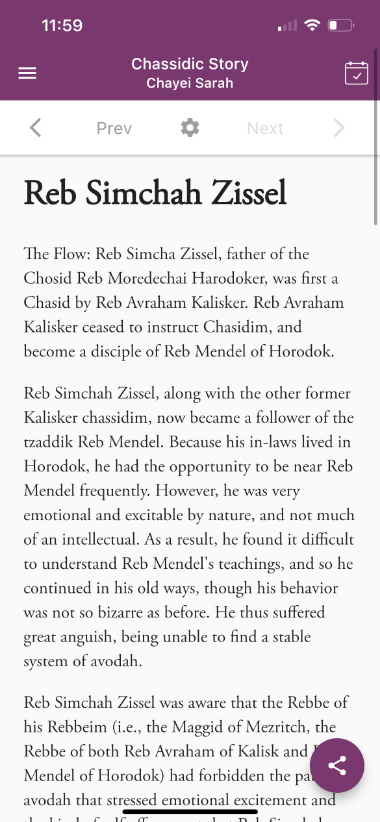 11:59
Chassidic Story
Chayei Sarah
Prev
Next
Reb Simchah Zissel
The Flow: Reb Simcha Zissel, father of the
Chosid Reb Moredechai Harodoker, was first a
Chasid by Reb Avraham Kalisker. Reb Avraham
Kalisker ceased to instruct Chasidim, and
become a disciple of Reb Mendel of Horodok.
Reb Simchah Zissel, along with the other former
Kalisker chassidim, now became a follower of the
tzaddik Reb Mendel. Because his in-laws lived in
Horodok, he had the opportunity to be near Reb
Mendel frequently. However, he was very
emotional and excitable by nature, and not much
of an intellectual. As a result, he found it difficult
to understand Reb Mendel's teachings, and so he
continued in his old ways, though his behavior
was not so bizarre as before. He thus suffered
great anguish, being unable to find a stable
system of avodah.
Reb Simchah Zissel was aware that the Rebbe of
his Rebbeim (i.e., the Maggid of Mezritch, the
Rebbe of both Reb Avraham of Kalisk and
Mendel of Horodok) had forbidden the
avodah that stressed emotional excitement and